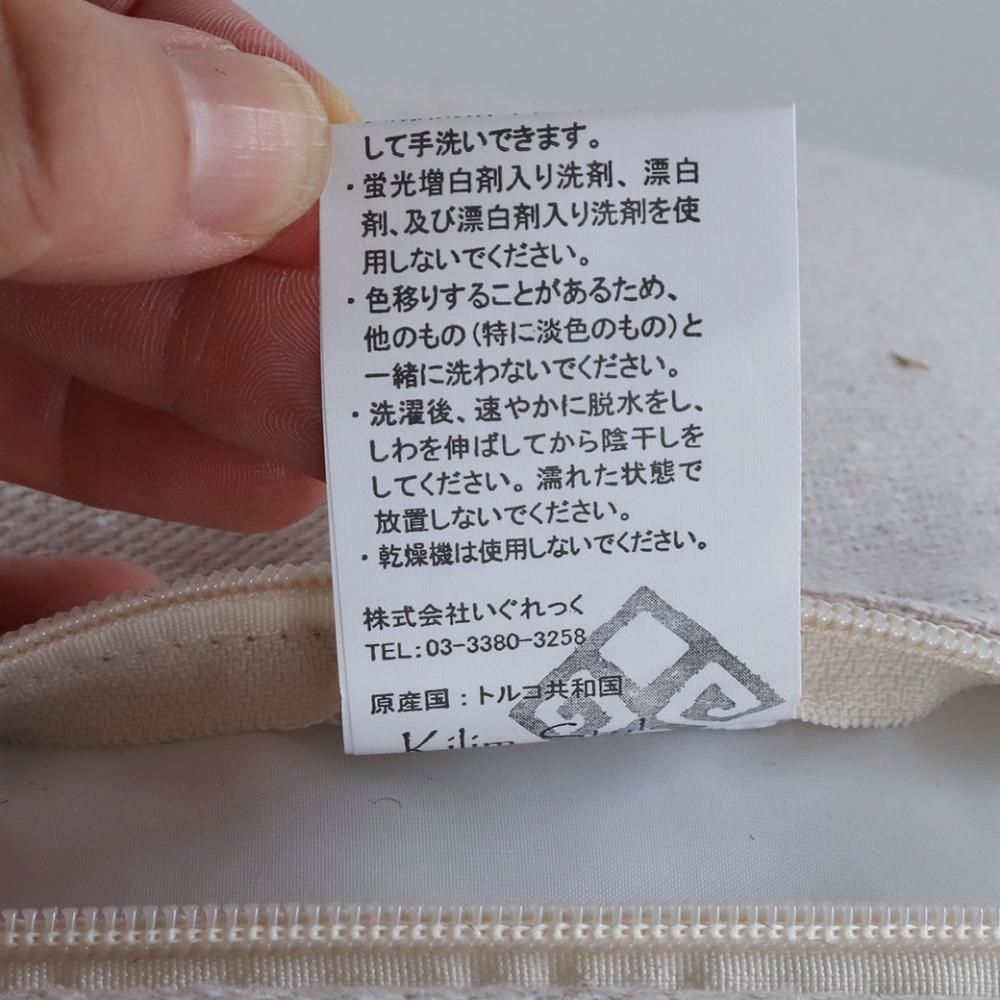 して手洗いできます。
・蛍光増白剤入り洗剤、漂白
剤、及び漂白剤入り洗剤を使
用しないでください。
・色移りすることがあるため、
他のもの（特に淡色のもの）と
一緒に洗わないでください。
・洗濯後、速やかに脱水をし、
しわを伸ばしてから陰干しを
してください。濡れた状態で
放置しないでください。
・乾燥機は使用しないでください。
株式会社いぐれっく
TEL:03-3380-3258
原産国：トルコ共和国
Kilim